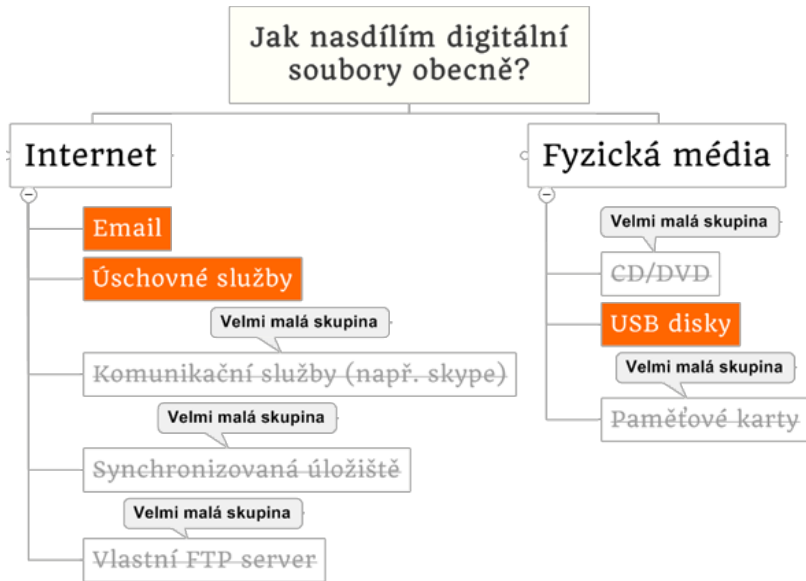 Jak nasdílím digitální
soubory obecně?
Internet
Email
Úschovné služby
Velmi malá skupina
Komunikační služby (např. skype)
Velmi malá skupina
Synchronizovaná úložiště
Velmi malá skupina
Vlastní FTP server
Fyzická média
Velmi malá skupina
CD/DVD
USB disky
Velmi malá skupina
Paměťové karty